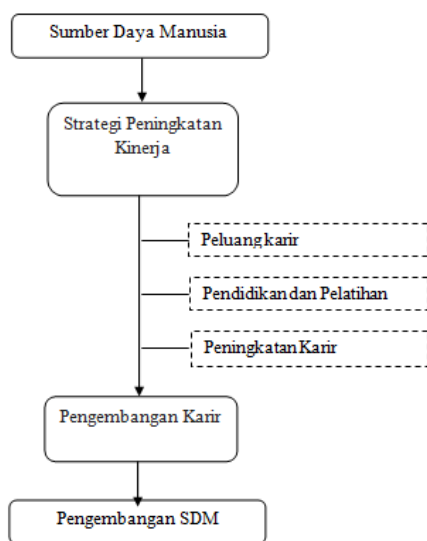 Sumber Daya Manusia
Strategi Peningkatan
Kinerja
Peluang karir
Pendidikan dan Pelatihan
Peningkatan Karir
Pengembangan Karir
Pengembangan SDM